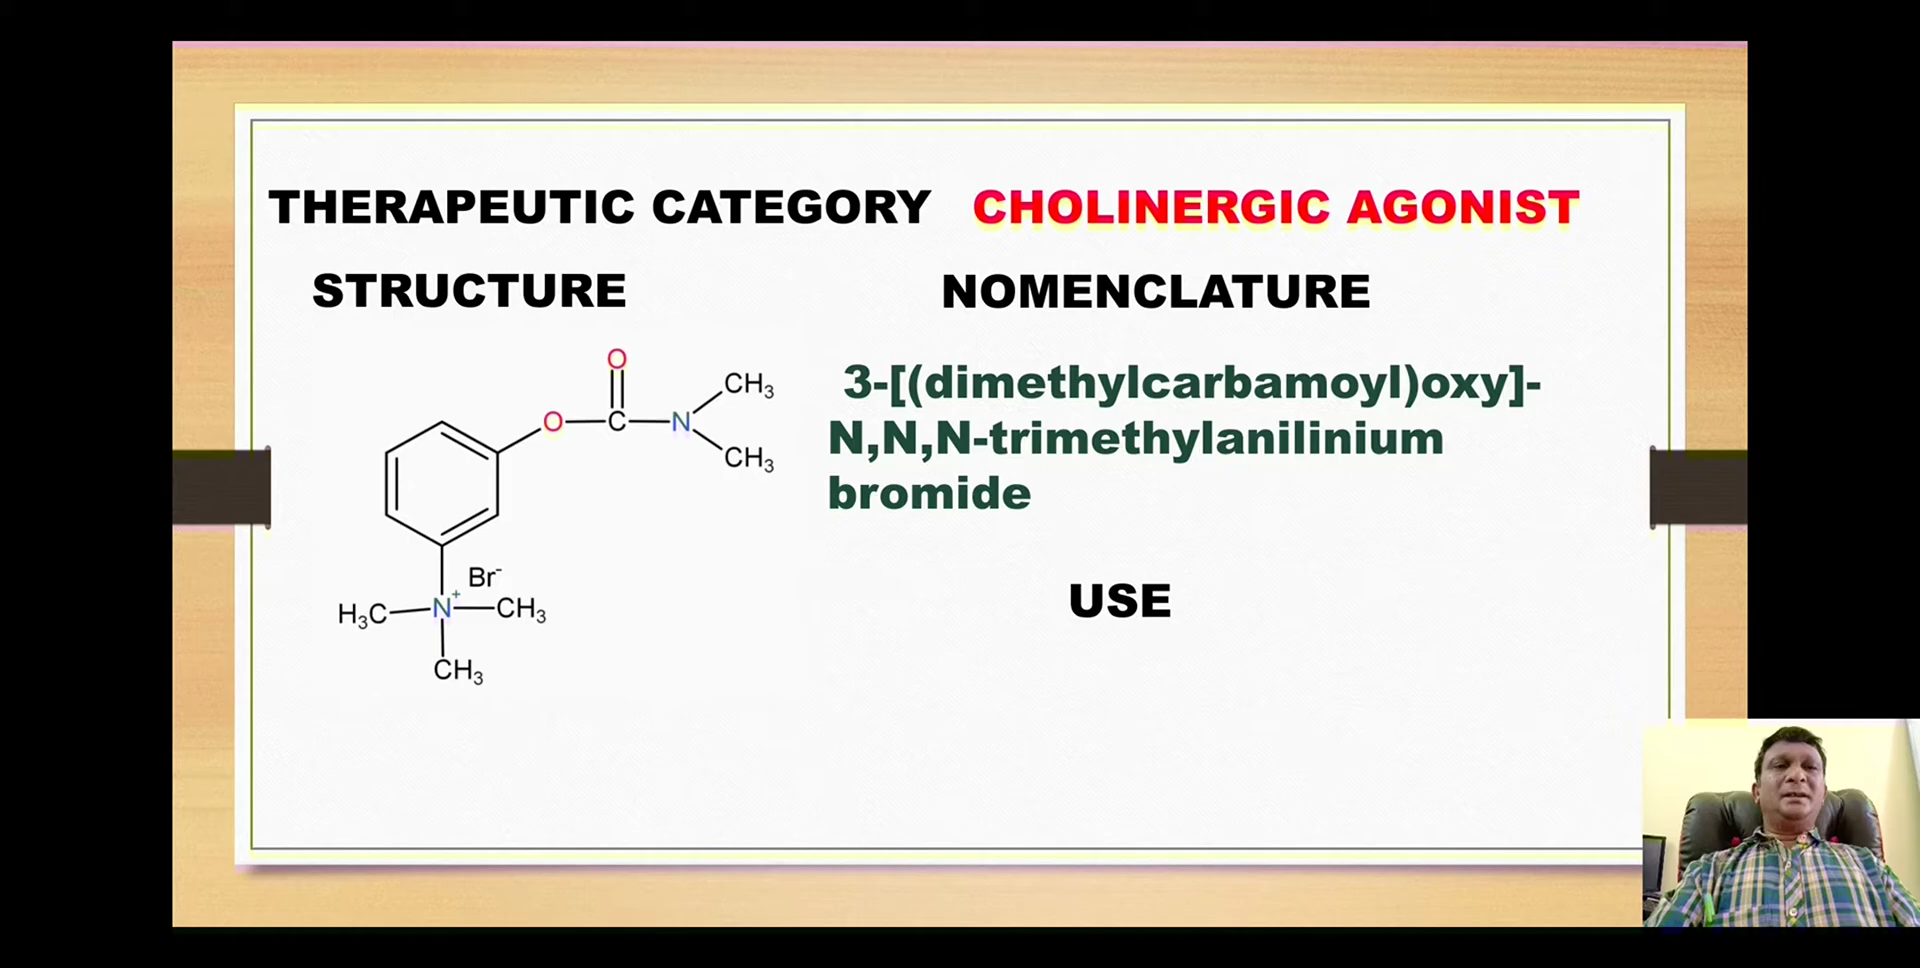 THERAPEUTIC CATEGORY CHOLINERGIC AGONIST
STRUCTURE
NOMENCLATURE
O
CH₃
O C N
CH₃
Br⁻
H₃C N⁺ CH₃
CH₃
3-[(dimethylcarbamoyl)oxy]-
N,N,N-trimethylanilinium
bromide
USE